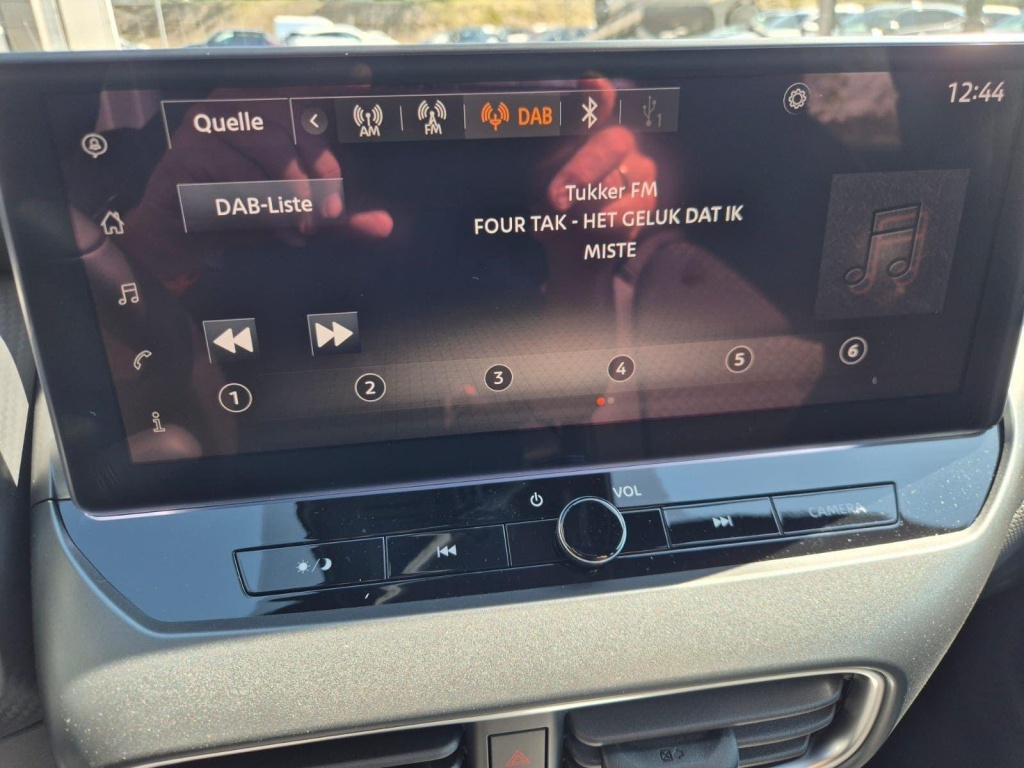 12:44
Quelle
AM
FM
DAB
1
DAB-Liste
Tukker FM
FOUR TAK - HET GELUK DAT IK
MISTE
1 2 3 4 5 6
VOL
CAMERA